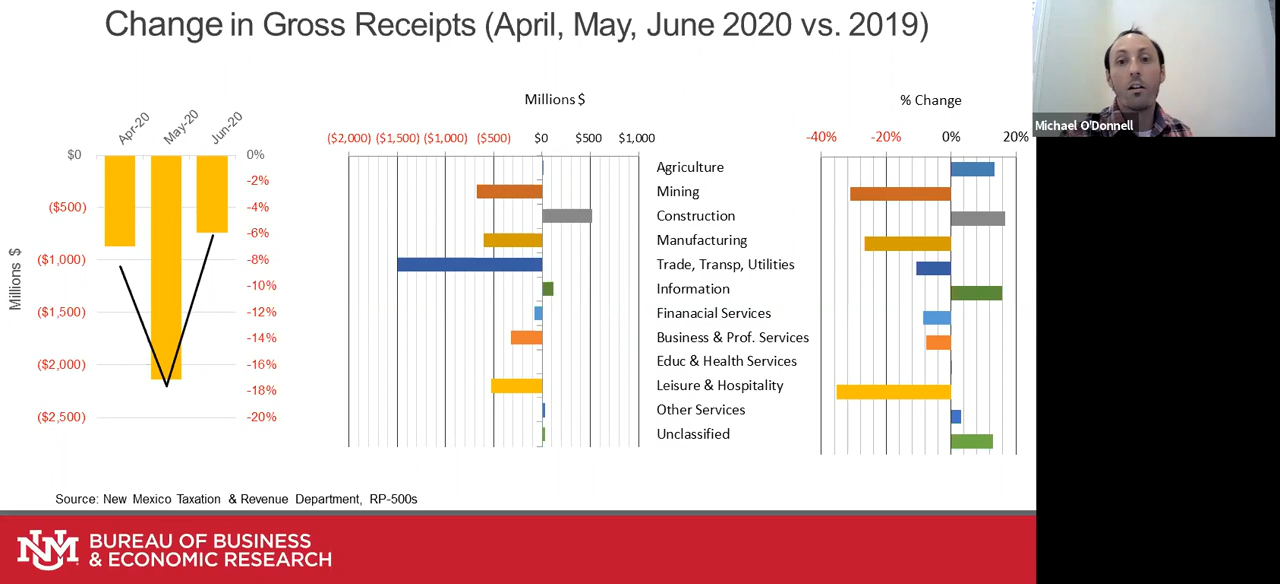 Change in Gross Receipts (April, May, June 2020 vs. 2019)
Michael O'Donnell
Apr-20 May-20 Jun-20
Millions $
$0
($500)
($1,000)
($1,500)
($2,000)
($2,500)
0%
-2%
-4%
-6%
-8%
-10%
-12%
-14%
-16%
-18%
-20%
Millions $
($2,000) ($1,500) ($1,000) ($500) $0 $500 $1,000
Agriculture
Mining
Construction
Manufacturing
Trade, Transp, Utilities
Information
Finanacial Services
Business & Prof. Services
Educ & Health Services
Leisure & Hospitality
Other Services
Unclassified
% Change
-40% -20% 0% 20%
Source: New Mexico Taxation & Revenue Department, RP-500s
UNM
BUREAU OF BUSINESS
& ECONOMIC RESEARCH